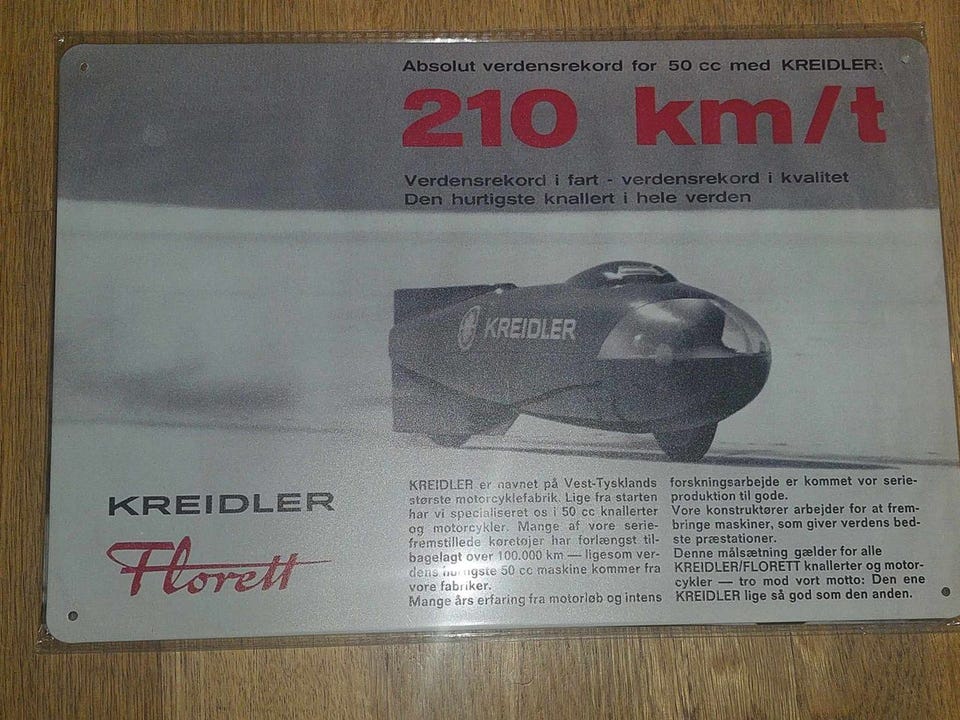 Absolut verdensrekord for 50 cc med KREIDLER:
210 km/t
Verdensrekord i fart - verdensrekord i kvalitet
Den hurtigste knallert i hele verden
KREIDLER
KREIDLER
Florett
KREIDLER er navnet på Vest-Tysklands
største motorcyklefabrik. Lige fra starten
har vi specialiseret os i 50 cc knallerter
og motorcykler. Mange af vore serie-
fremstillede køretøjer har forlængst til-
bagelagt over 100.000 km — ligesom ver-
dens hurtigste 50 cc maskine kommer fra
vore fabriker.
Mange års erfaring fra motorløb og intens
forskningsarbejde er kommet vor serie-
produktion til gode.
Vore konstruktører arbejder for at frem-
bringe maskiner, som giver verdens bed-
ste præstationer.
Denne målsætning gælder for alle
KREIDLER/FLORETT knallerter og motor-
cykler — tro mod vort motto: Den ene
KREIDLER lige så god som den anden.